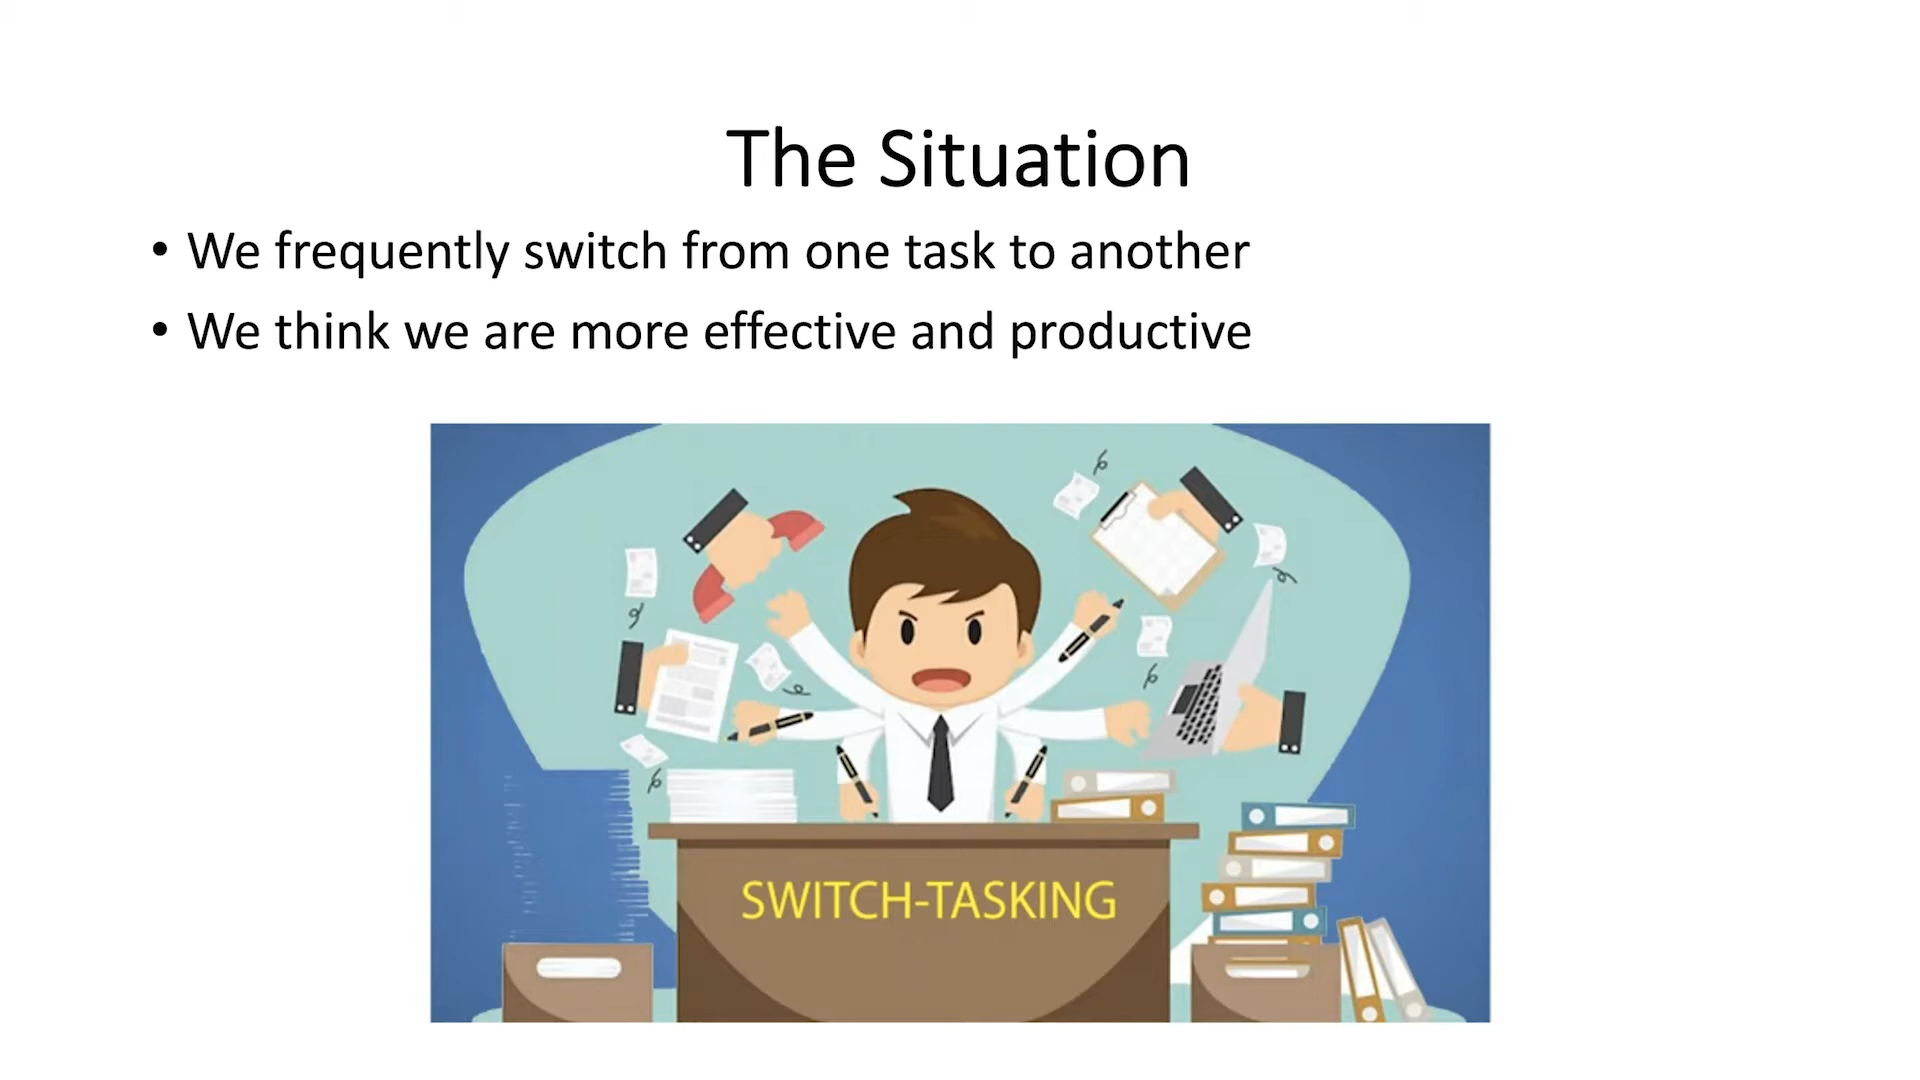 The Situation
• We frequently switch from one task to another
• We think we are more effective and productive
SWITCH-TASKING